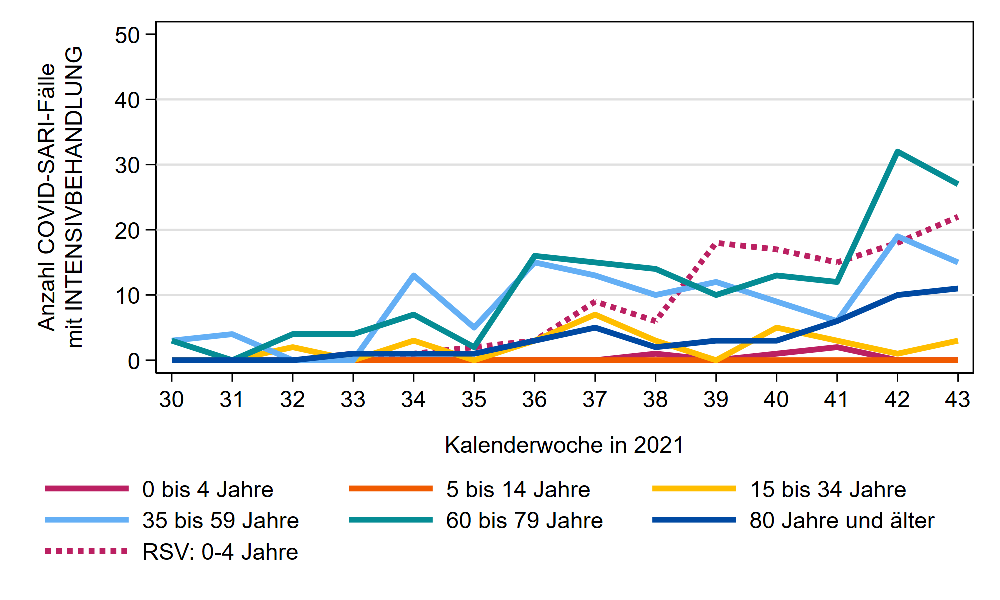 Anzahl COVID-SARI-Fälle
mit INTENSIVBEHANDLUNG
50
40
30
20
10
0
30 31 32 33 34 35 36 37 38 39 40 41 42 43
Kalenderwoche in 2021
0 bis 4 Jahre 5 bis 14 Jahre 15 bis 34 Jahre
35 bis 59 Jahre 60 bis 79 Jahre 80 Jahre und älter
RSV: 0-4 Jahre